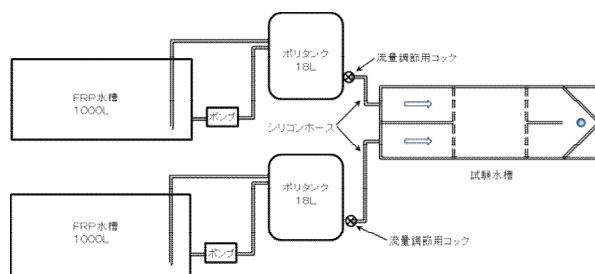 ポリタンク
18L
流量調節用コック
FRP水槽
1000L
ポンプ
シリコンホース
試験水槽
ポリタンク
18L
FRP水槽
1000L
流量調節用コック
ポンプ